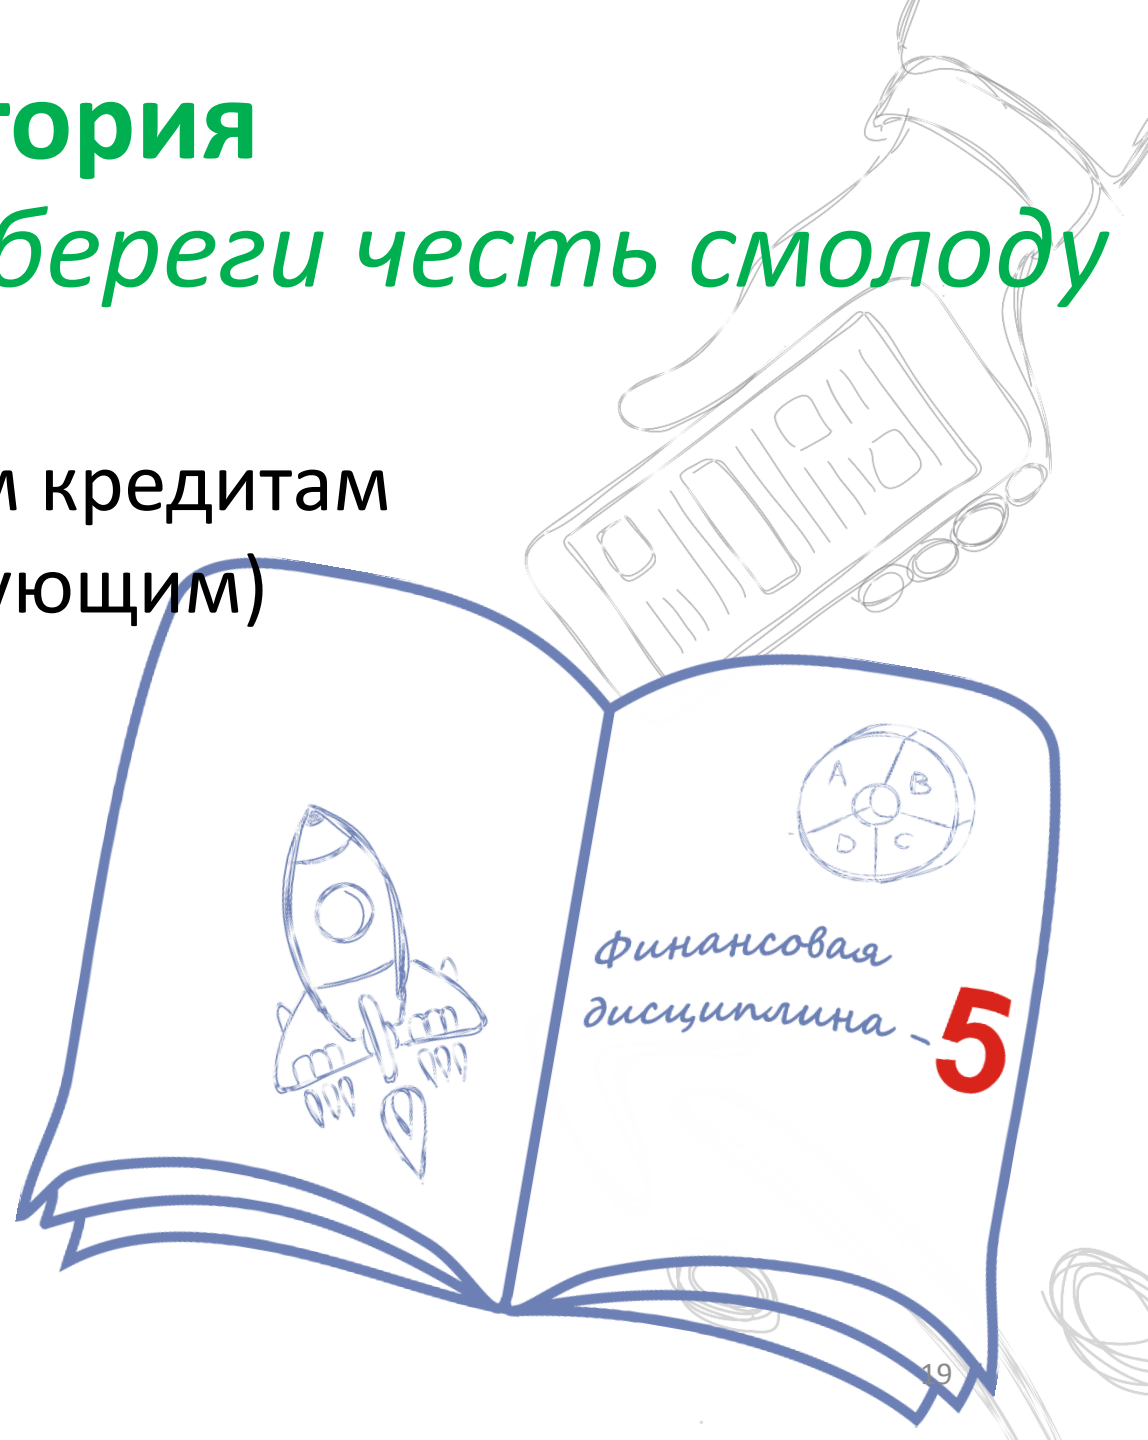 тория
береги честь смолоду
м кредитам
ующим)
A B
D C
Финансовая
дисциплина - 5
19